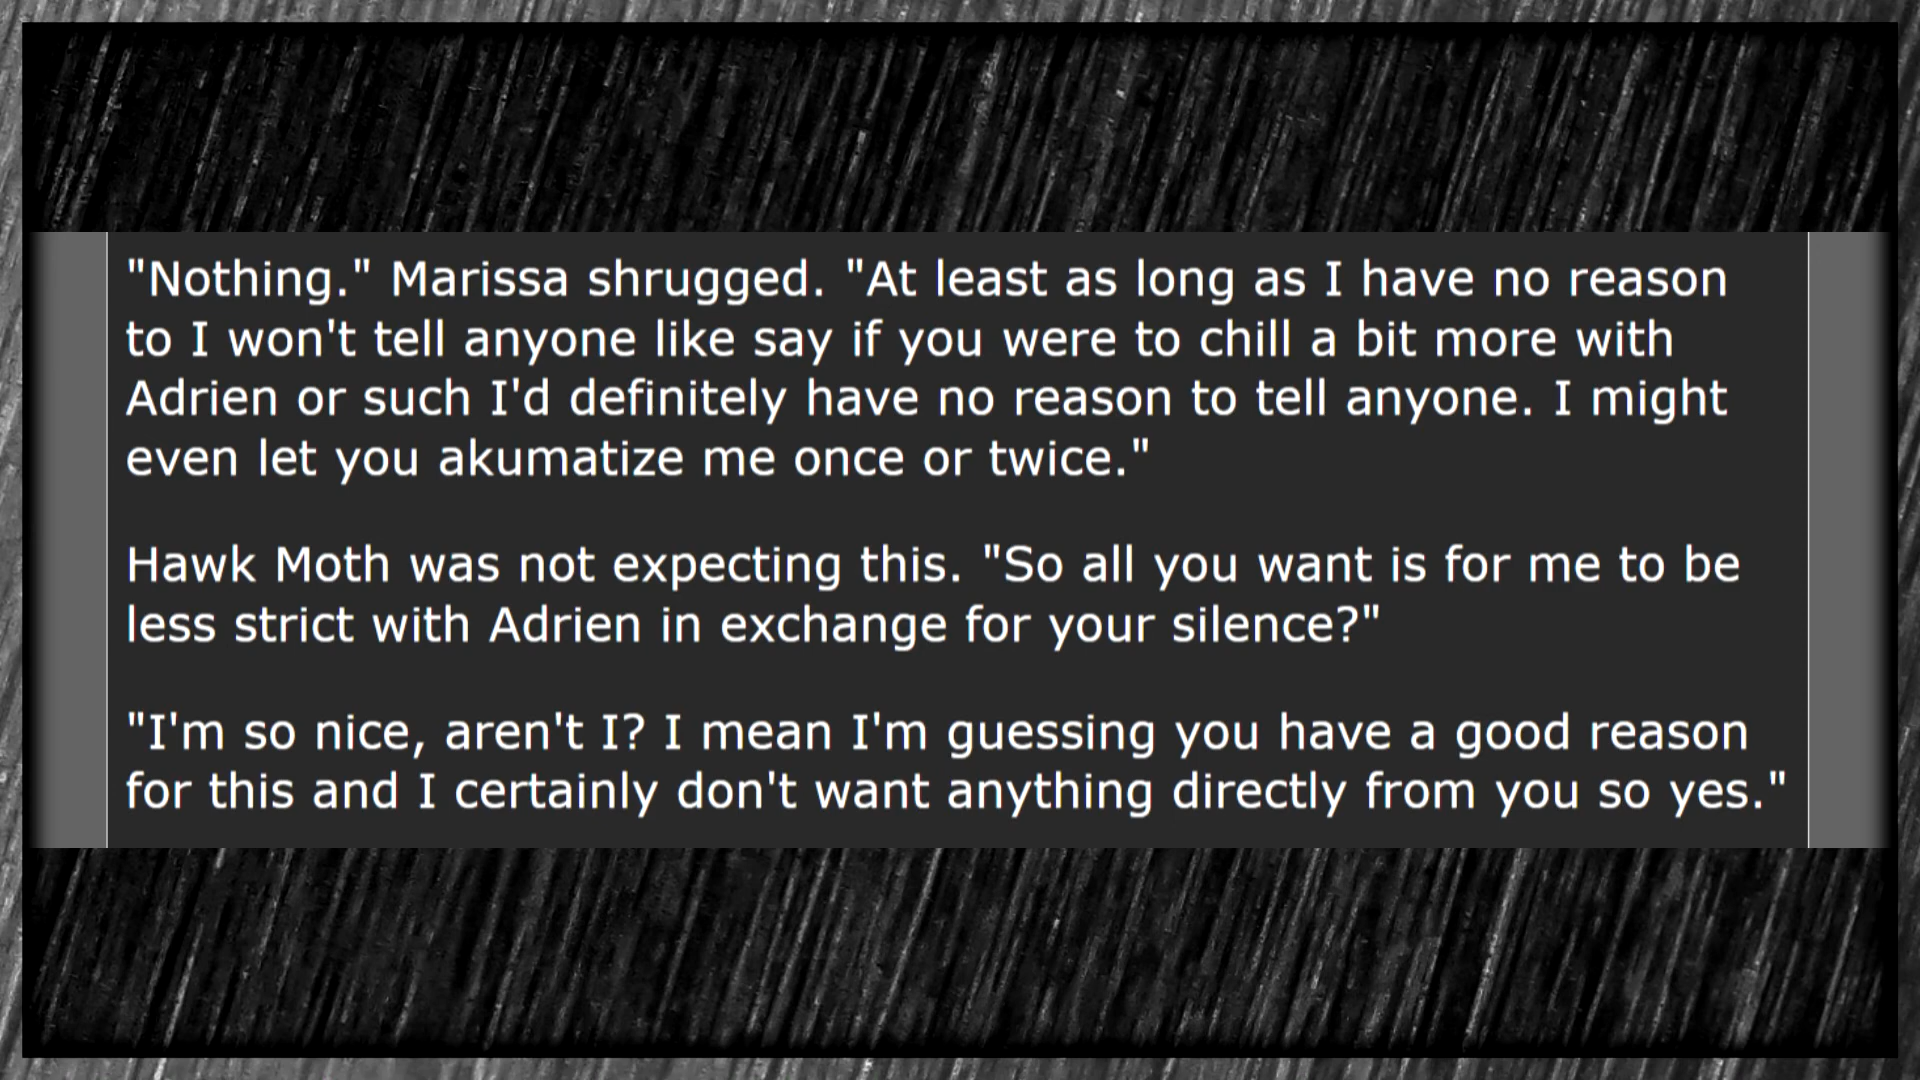 "Nothing." Marissa shrugged. "At least as long as I have no reason
to I won't tell anyone like say if you were to chill a bit more with
Adrien or such I'd definitely have no reason to tell anyone. I might
even let you akumatize me once or twice."
Hawk Moth was not expecting this. "So all you want is for me to be
less strict with Adrien in exchange for your silence?"
"I'm so nice, aren't I? I mean I'm guessing you have a good reason
for this and I certainly don't want anything directly from you so yes."